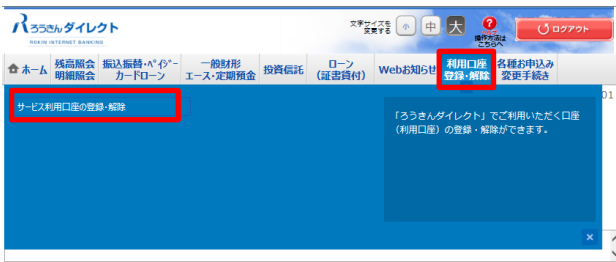 ろうきんダイレクト
ROKIN INTERNET BANKING
文字サイズを
変更する
小 中 大
?
操作方法は
こちらへ
ログアウト
ホーム
残高照会
明細照会
振込振替・ペイジー
カードローン
一般財形
エース・定期預金
投資信託
ローン
(証書貸付)
Webお知らせ
利用口座
登録・解除
各種お申込み
変更手続き
01
サービス利用口座の登録・解除
「ろうきんダイレクト」でご利用いただく口座
(利用口座)の登録・解除ができます。
×